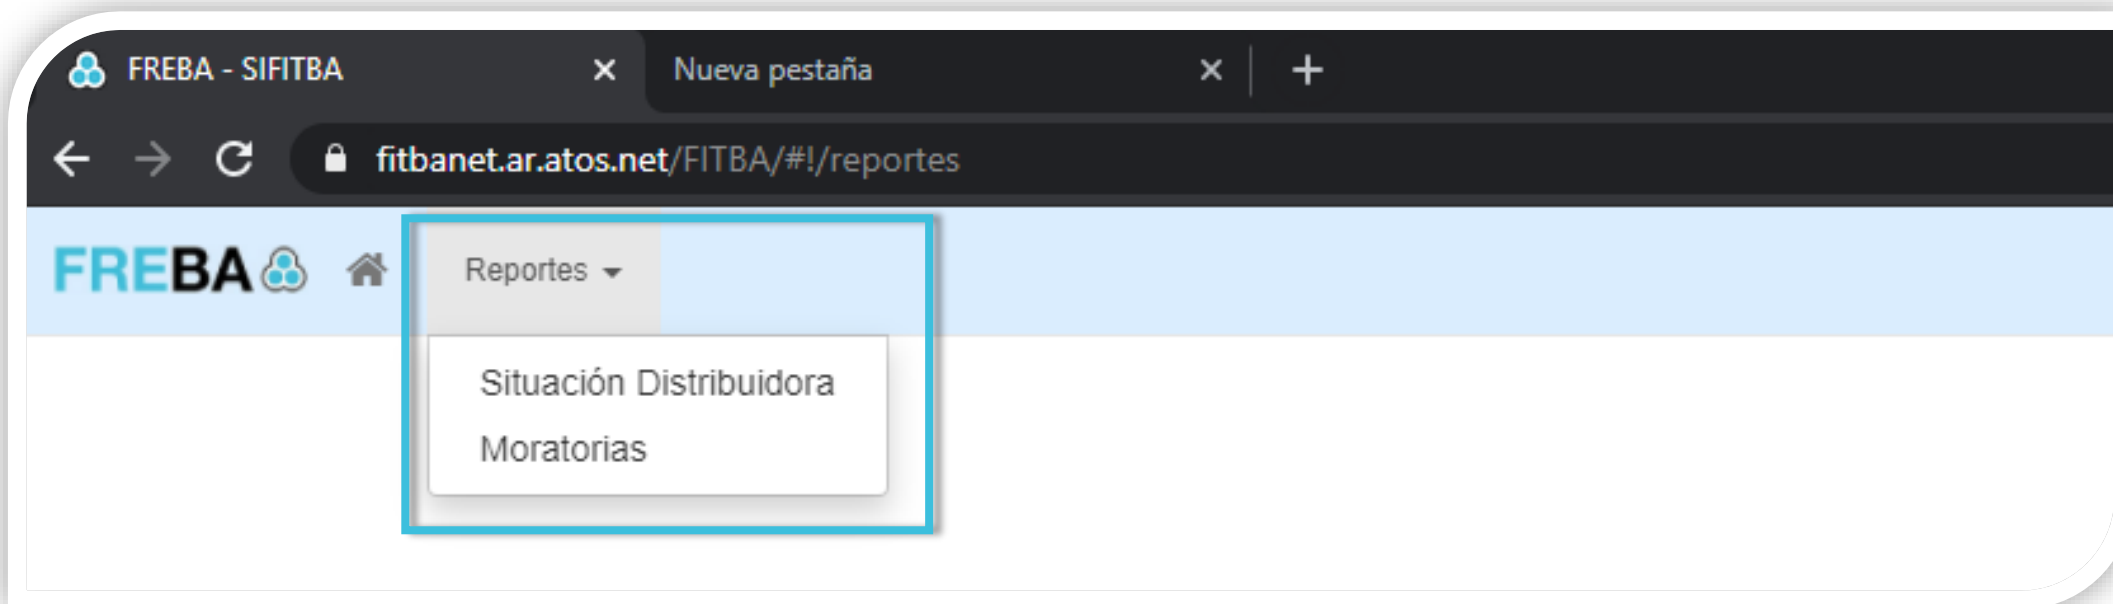 FREBA - SIFITBA
Nueva pestaña
fitbanet.ar.atos.net/FITBA/#!/reportes
FREBA
Reportes
Situación Distribuidora
Moratorias